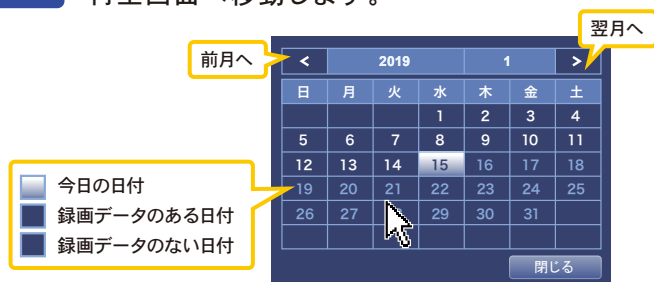 再生画面へ移動します。
翌月へ
前月へ
< 2019 1 >
日 月 火 水 木 金 土
1 2 3 4
5 6 7 8 9 10 11
12 13 14 15 16 17 18
19 20 21 22 23 24 25
26 27 29 30 31
今日の日付
録画データのある日付
録画データのない日付
閉じる